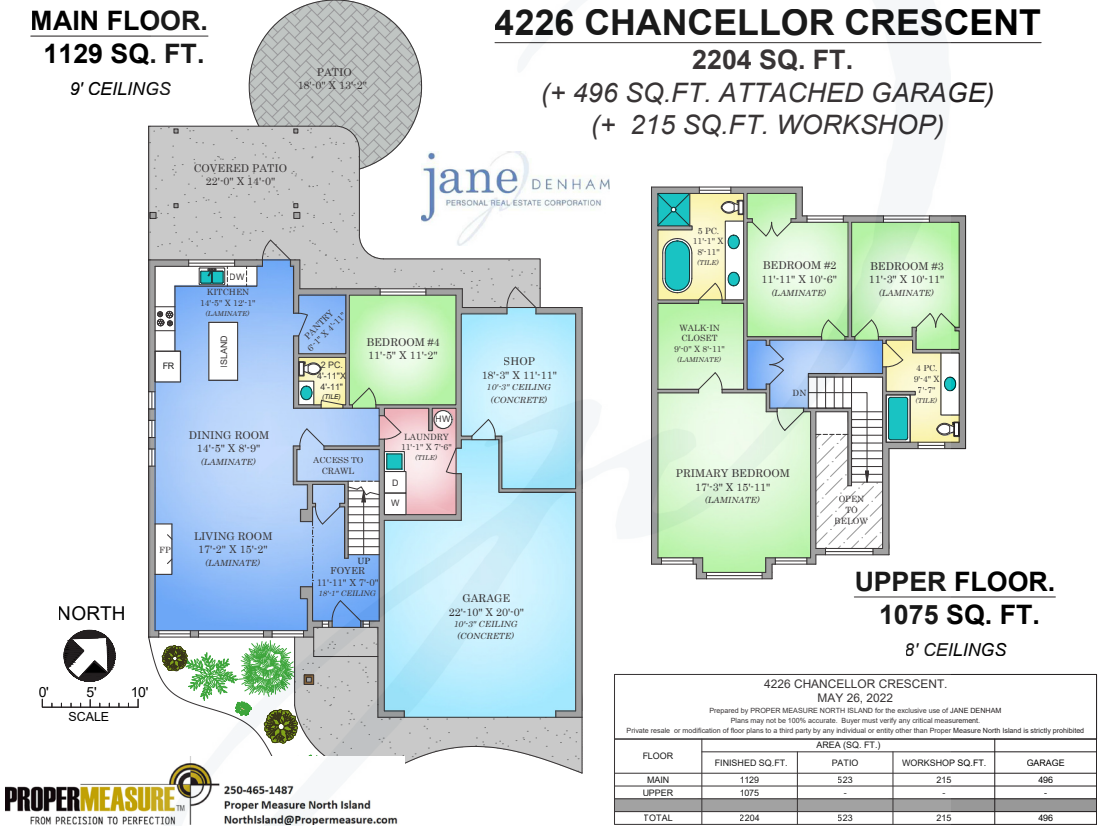 MAIN FLOOR.
1129 SQ. FT.
9' CEILINGS
4226 CHANCELLOR CRESCENT
2204 SQ. FT.
(+ 496 SQ.FT. ATTACHED GARAGE)
(+ 215 SQ.FT. WORKSHOP)
PATIO
18'-0" X 13'-2"
COVERED PATIO
22'-0" X 14'-0"
jane DENHAM
PERSONAL REAL ESTATE CORPORATION
DW
KITCHEN
14'-5" X 12'-1"
(LAMINATE)
ISLAND
FR
PANTRY
6'-1" X 4'-11"
2 PC.
4'-11" X
4'-11"
(TILE)
BEDROOM #4
11'-5" X 11'-2"
SHOP
18'-3" X 11'-11"
10'-3" CEILING
(CONCRETE)
DINING ROOM
14'-5" X 8'-9"
(LAMINATE)
ACCESS TO
CRAWL
HW
LAUNDRY
11'-1" X 7'-6"
(TILE)
D
W
LIVING ROOM
17'-2" X 15'-2"
(LAMINATE)
FP
UP
FOYER
11'-11" X 7'-0"
18'-1" CEILING
GARAGE
22'-10" X 20'-0"
10'-3" CEILING
(CONCRETE)
5 PC.
11'-1" X
8'-11"
(TILE)
BEDROOM #2
11'-11" X 10'-6"
(LAMINATE)
BEDROOM #3
11'-3" X 10'-11"
(LAMINATE)
WALK-IN
CLOSET
9'-0" X 8'-11"
(LAMINATE)
DN
4 PC.
9'-4" X
7'-7"
(TILE)
PRIMARY BEDROOM
17'-3" X 15'-11"
(LAMINATE)
OPEN
TO
BELOW
UPPER FLOOR.
1075 SQ. FT.
8' CEILINGS
NORTH
0' 5' 10'
SCALE
4226 CHANCELLOR CRESCENT.
MAY 26, 2022
Prepared by PROPER MEASURE NORTH ISLAND for the exclusive use of JANE DENHAM
Plans may not be 100% accurate. Buyer must verify any critical measurement.
Private resale or modification of floor plans to a third party by any individual or entity other than Proper Measure North Island is strictly prohibited
FLOOR AREA (SQ. FT.)
FINISHED SQ.FT. PATIO WORKSHOP SQ.FT. GARAGE
MAIN 1129 523 215 496
UPPER 1075 - - -
TOTAL 2204 523 215 496
PROPERMEASURE TM
FROM PRECISION TO PERFECTION
250-465-1487
Proper Measure North Island
NorthIsland@Propermeasure.com